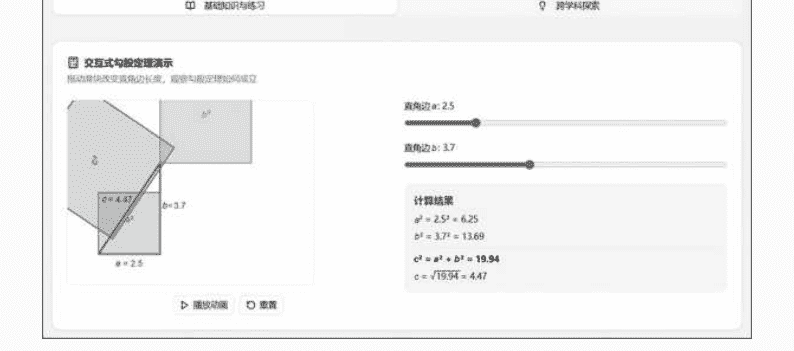 基础知识与练习
跨学科探索
交互式勾股定理演示
拖动滑块改变直角边长度，观察勾股定理如何成立
b²
c²
c = 4.47
b=3.7
a²
a = 2.5
播放动画
重置
直角边a: 2.5
直角边b: 3.7
计算结果
a² = 2.5² = 6.25
b² = 3.7² = 13.69
c² = a² + b² = 19.94
c = √19.94 = 4.47